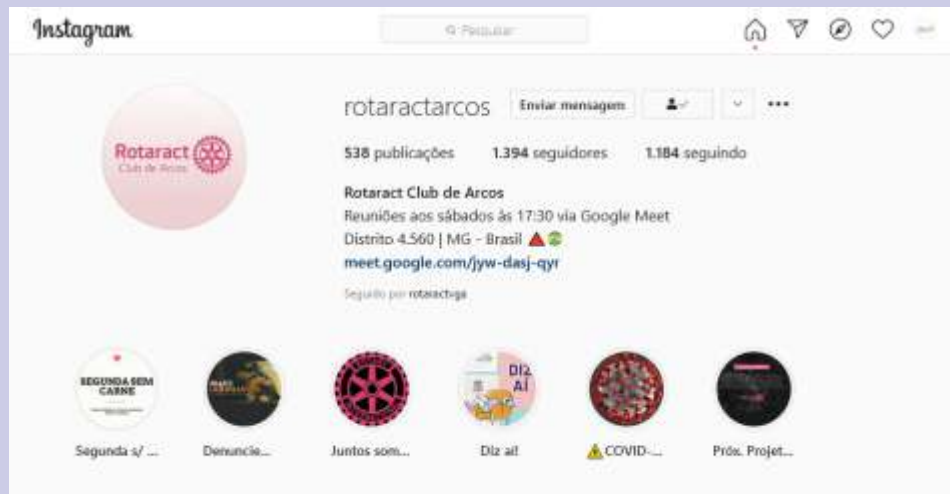 Instagram
Pesquisar
rotaractarcos Enviar mensagem
538 publicações 1.394 seguidores 1.184 seguindo
Rotaract Club de Arcos
Reuniões aos sábados às 17:30 via Google Meet
Distrito 4.560 | MG - Brasil
meet.google.com/jyw-dasj-qyr
Seguido por rotaractvga
Rotaract
Club de Arcos
SEGUNDA SEM
CARNE
DIZ
AÍ
Segunda s/ ... Denuncie... Juntos som... Diz aí! COVID-... Próx. Projet...